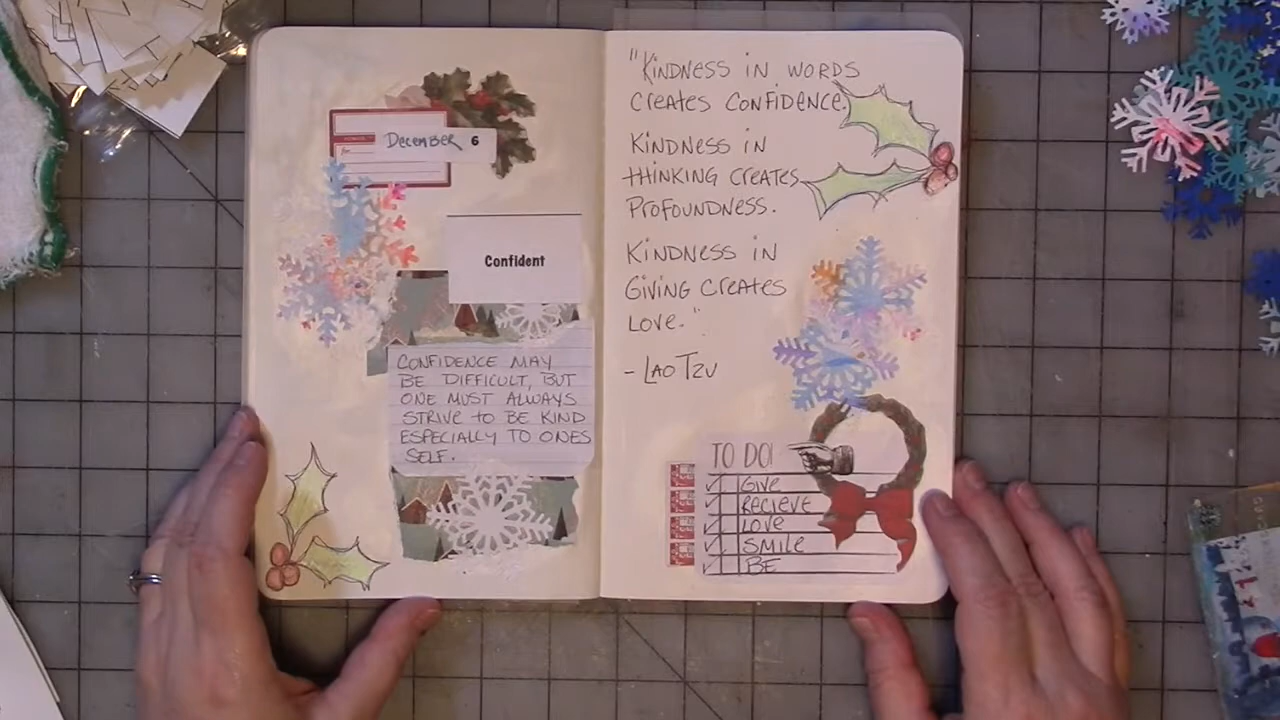 December 6
Confident
CONFIDENCE MAY
BE DIFFICULT, BUT
ONE MUST ALWAYS
STRIVE TO BE KIND
ESPECIALLY TO ONES
SELF.
"KINDNESS IN WORDS
CREATES CONFIDENCE.
KINDNESS IN
THINKING CREATES
PROFOUNDNESS.
KINDNESS IN
GIVING CREATES
LOVE."
- LAO TZU
TO DO!
GIVE
RECIEVE
LOVE
SMILE
BE